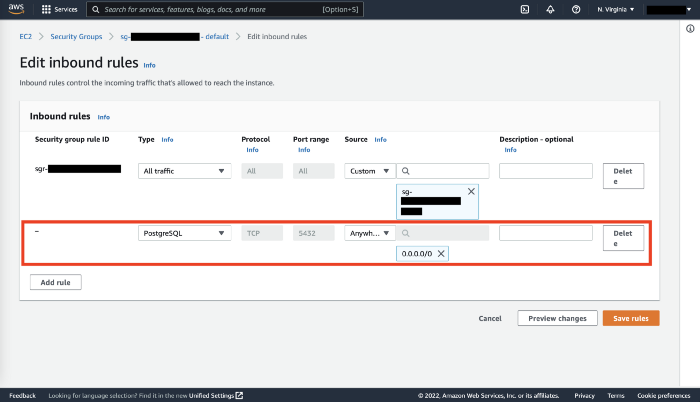 aws Services Search for services, features, blogs, docs, and more [Option+S] N. Virginia
EC2 > Security Groups > sg- - default > Edit inbound rules
Edit inbound rules Info
Inbound rules control the incoming traffic that's allowed to reach the instance.
Inbound rules Info
Security group rule ID Type Info Protocol Info Port range Info Source Info Description - optional Info
sgr- All traffic All All Custom Delete
sg-
– PostgreSQL TCP 5432 Anywh... Delete
0.0.0.0/0
Add rule
Cancel Preview changes Save rules
Feedback Looking for language selection? Find it in the new Unified Settings © 2022, Amazon Web Services, Inc. or its affiliates. Privacy Terms Cookie preferences